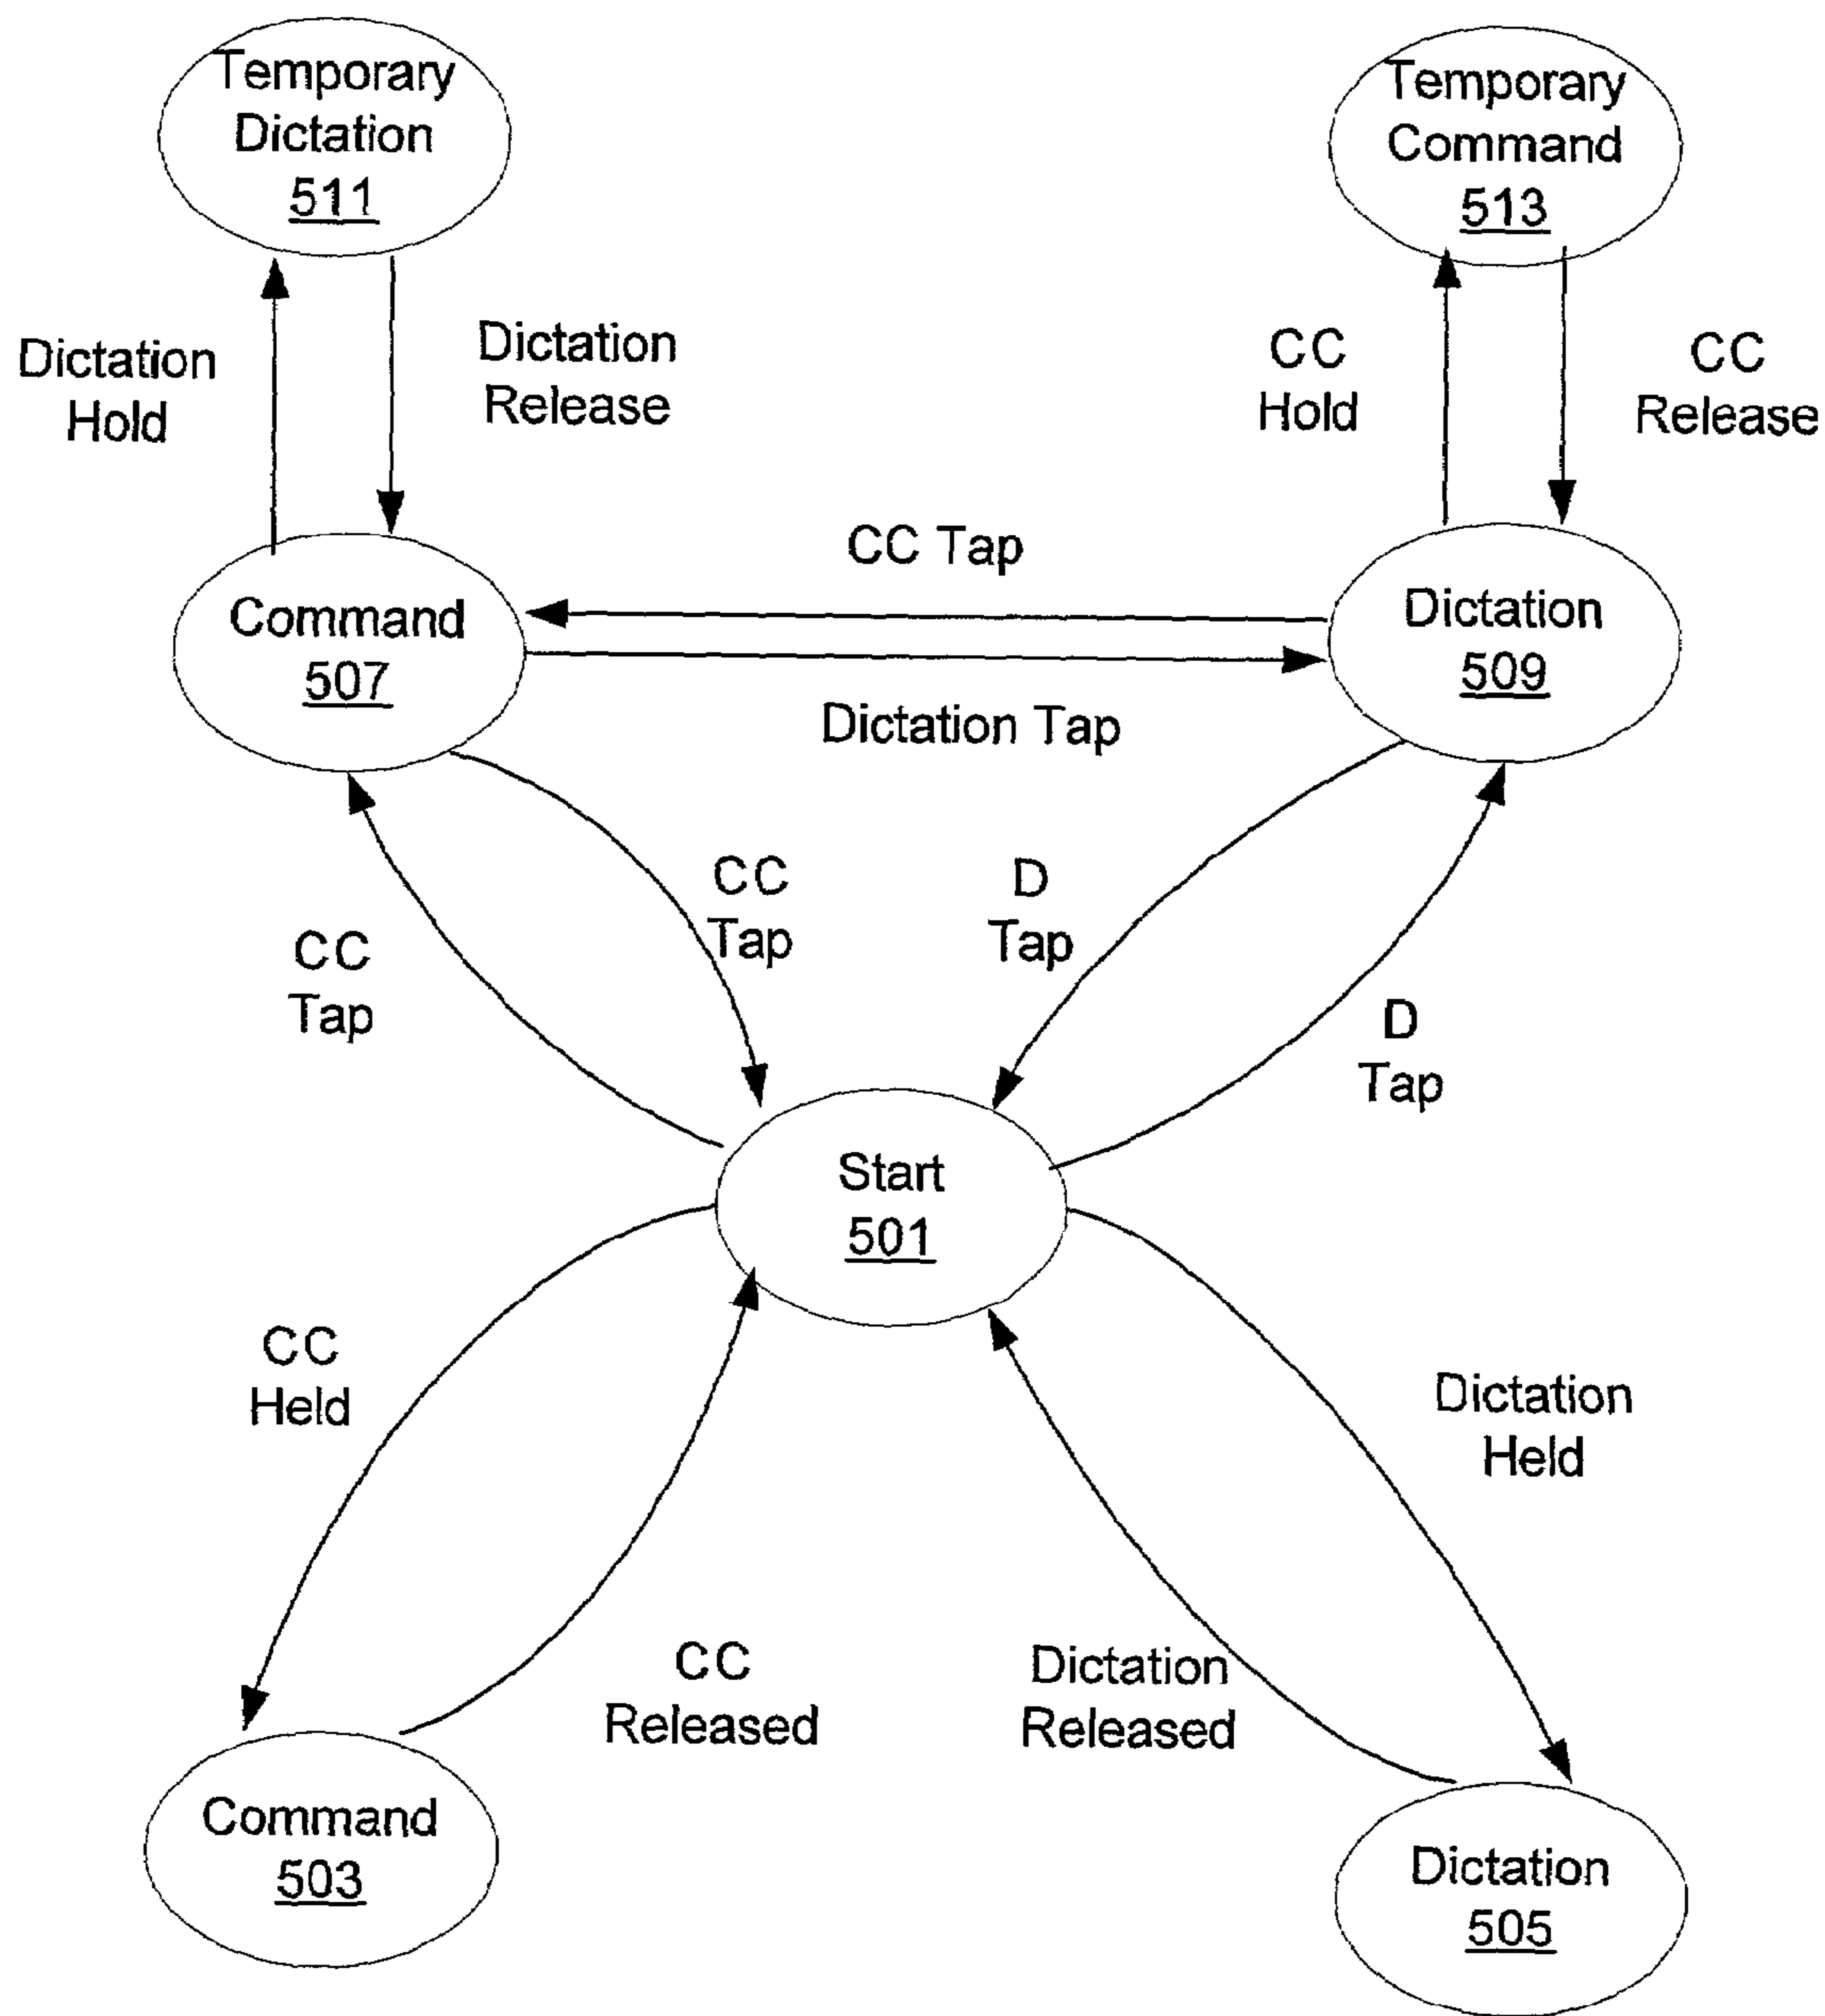 Temporary
Dictation
511
Temporary
Command
513
Dictation
Hold
Dictation
Release
CC
Hold
CC
Release
CC Tap
Command
507
Dictation
509
Dictation Tap
CC
Tap
CC
Tap
D
Tap
D
Tap
Start
501
CC
Held
Dictation
Held
CC
Released
Dictation
Released
Command
503
Dictation
505